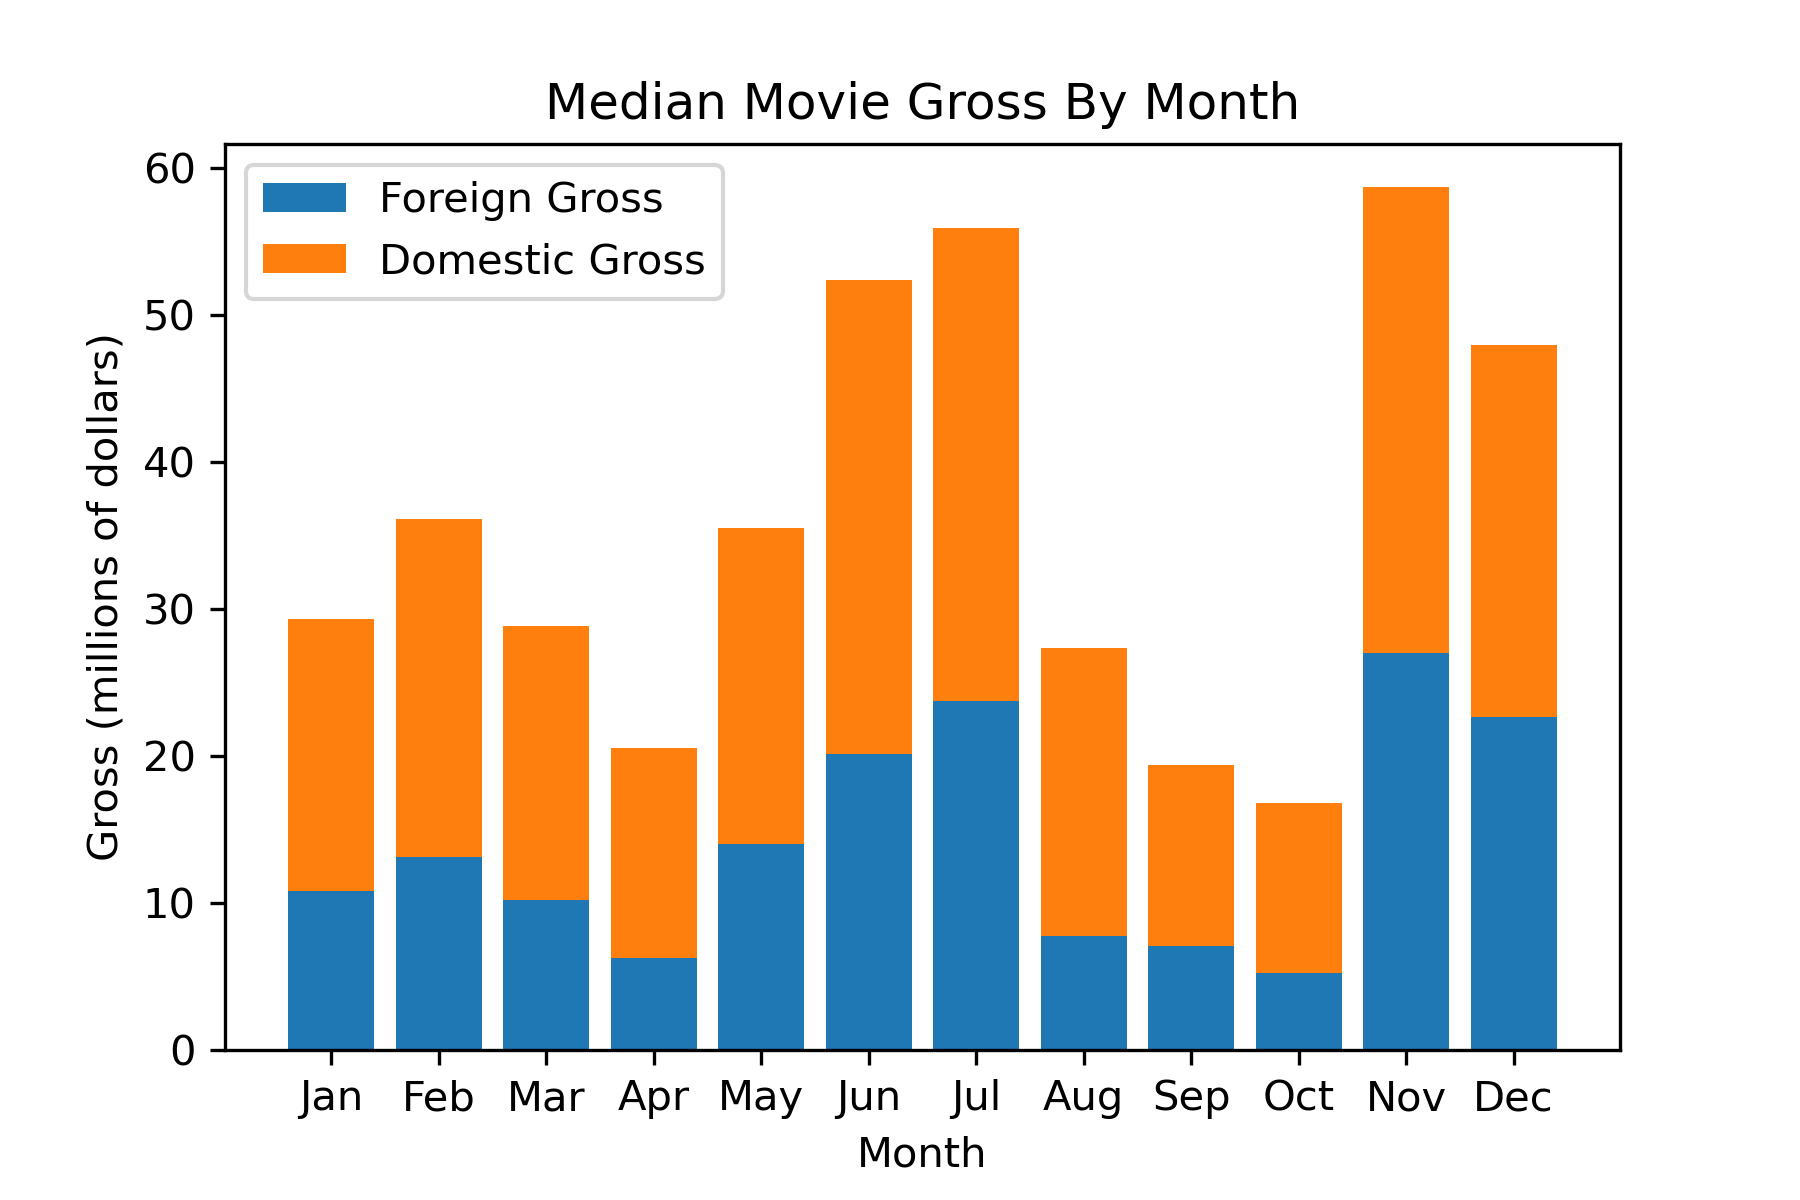 Median Movie Gross By Month
Foreign Gross
Domestic Gross
60
50
40
30
20
10
0
Gross (millions of dollars)
Jan Feb Mar Apr May Jun Jul Aug Sep Oct Nov Dec
Month